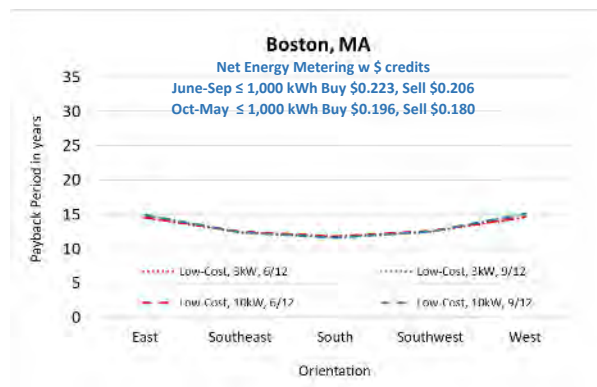 Boston, MA
Net Energy Metering w $ credits
June-Sep ≤ 1,000 kWh Buy $0.223, Sell $0.206
Oct-May ≤ 1,000 kWh Buy $0.196, Sell $0.180
Payback Period in years
35
30
25
20
15
10
5
0
Low-Cost, 3kW, 6/12
Low-Cost, 3kW, 9/12
Low-Cost, 10kW, 6/12
Low-Cost, 10kW, 9/12
East
Southeast
South
Southwest
West
Orientation